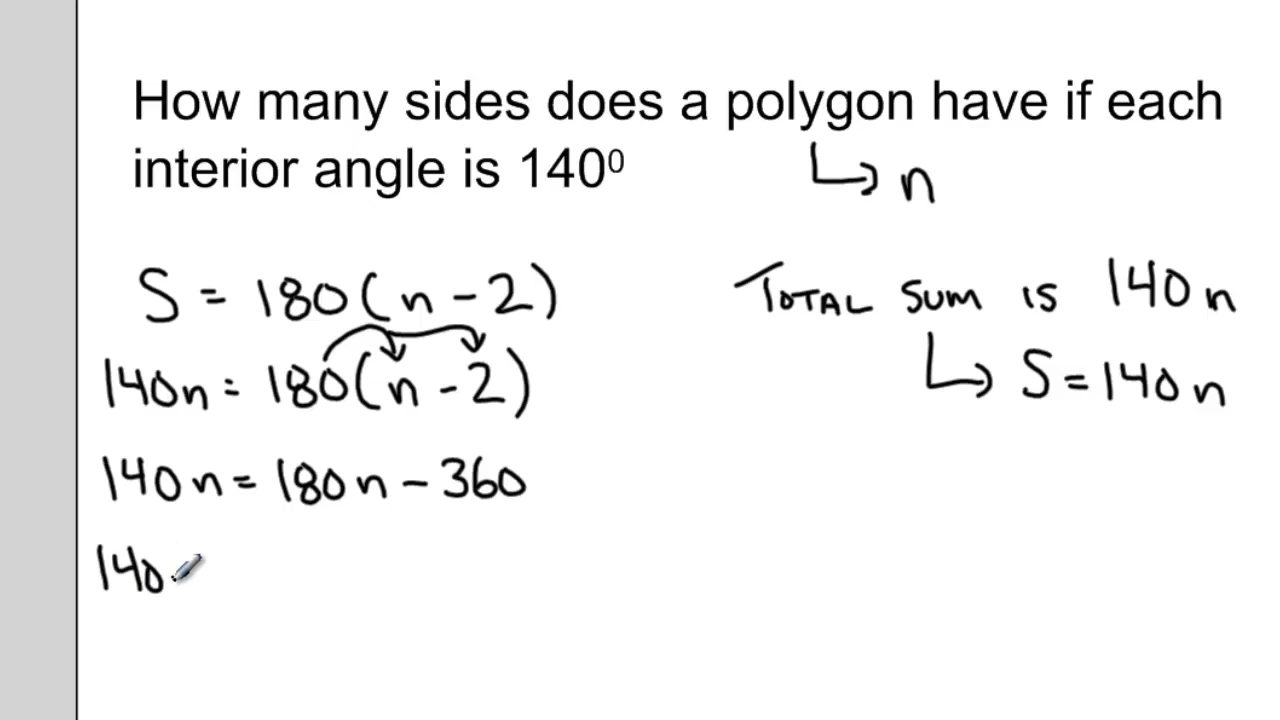 How many sides does a polygon have if each
interior angle is 140⁰
↳ n
S = 180(n - 2)
140n = 180(n - 2)
140n = 180n - 360
140
TOTAL SUM IS 140n
↳ S = 140n